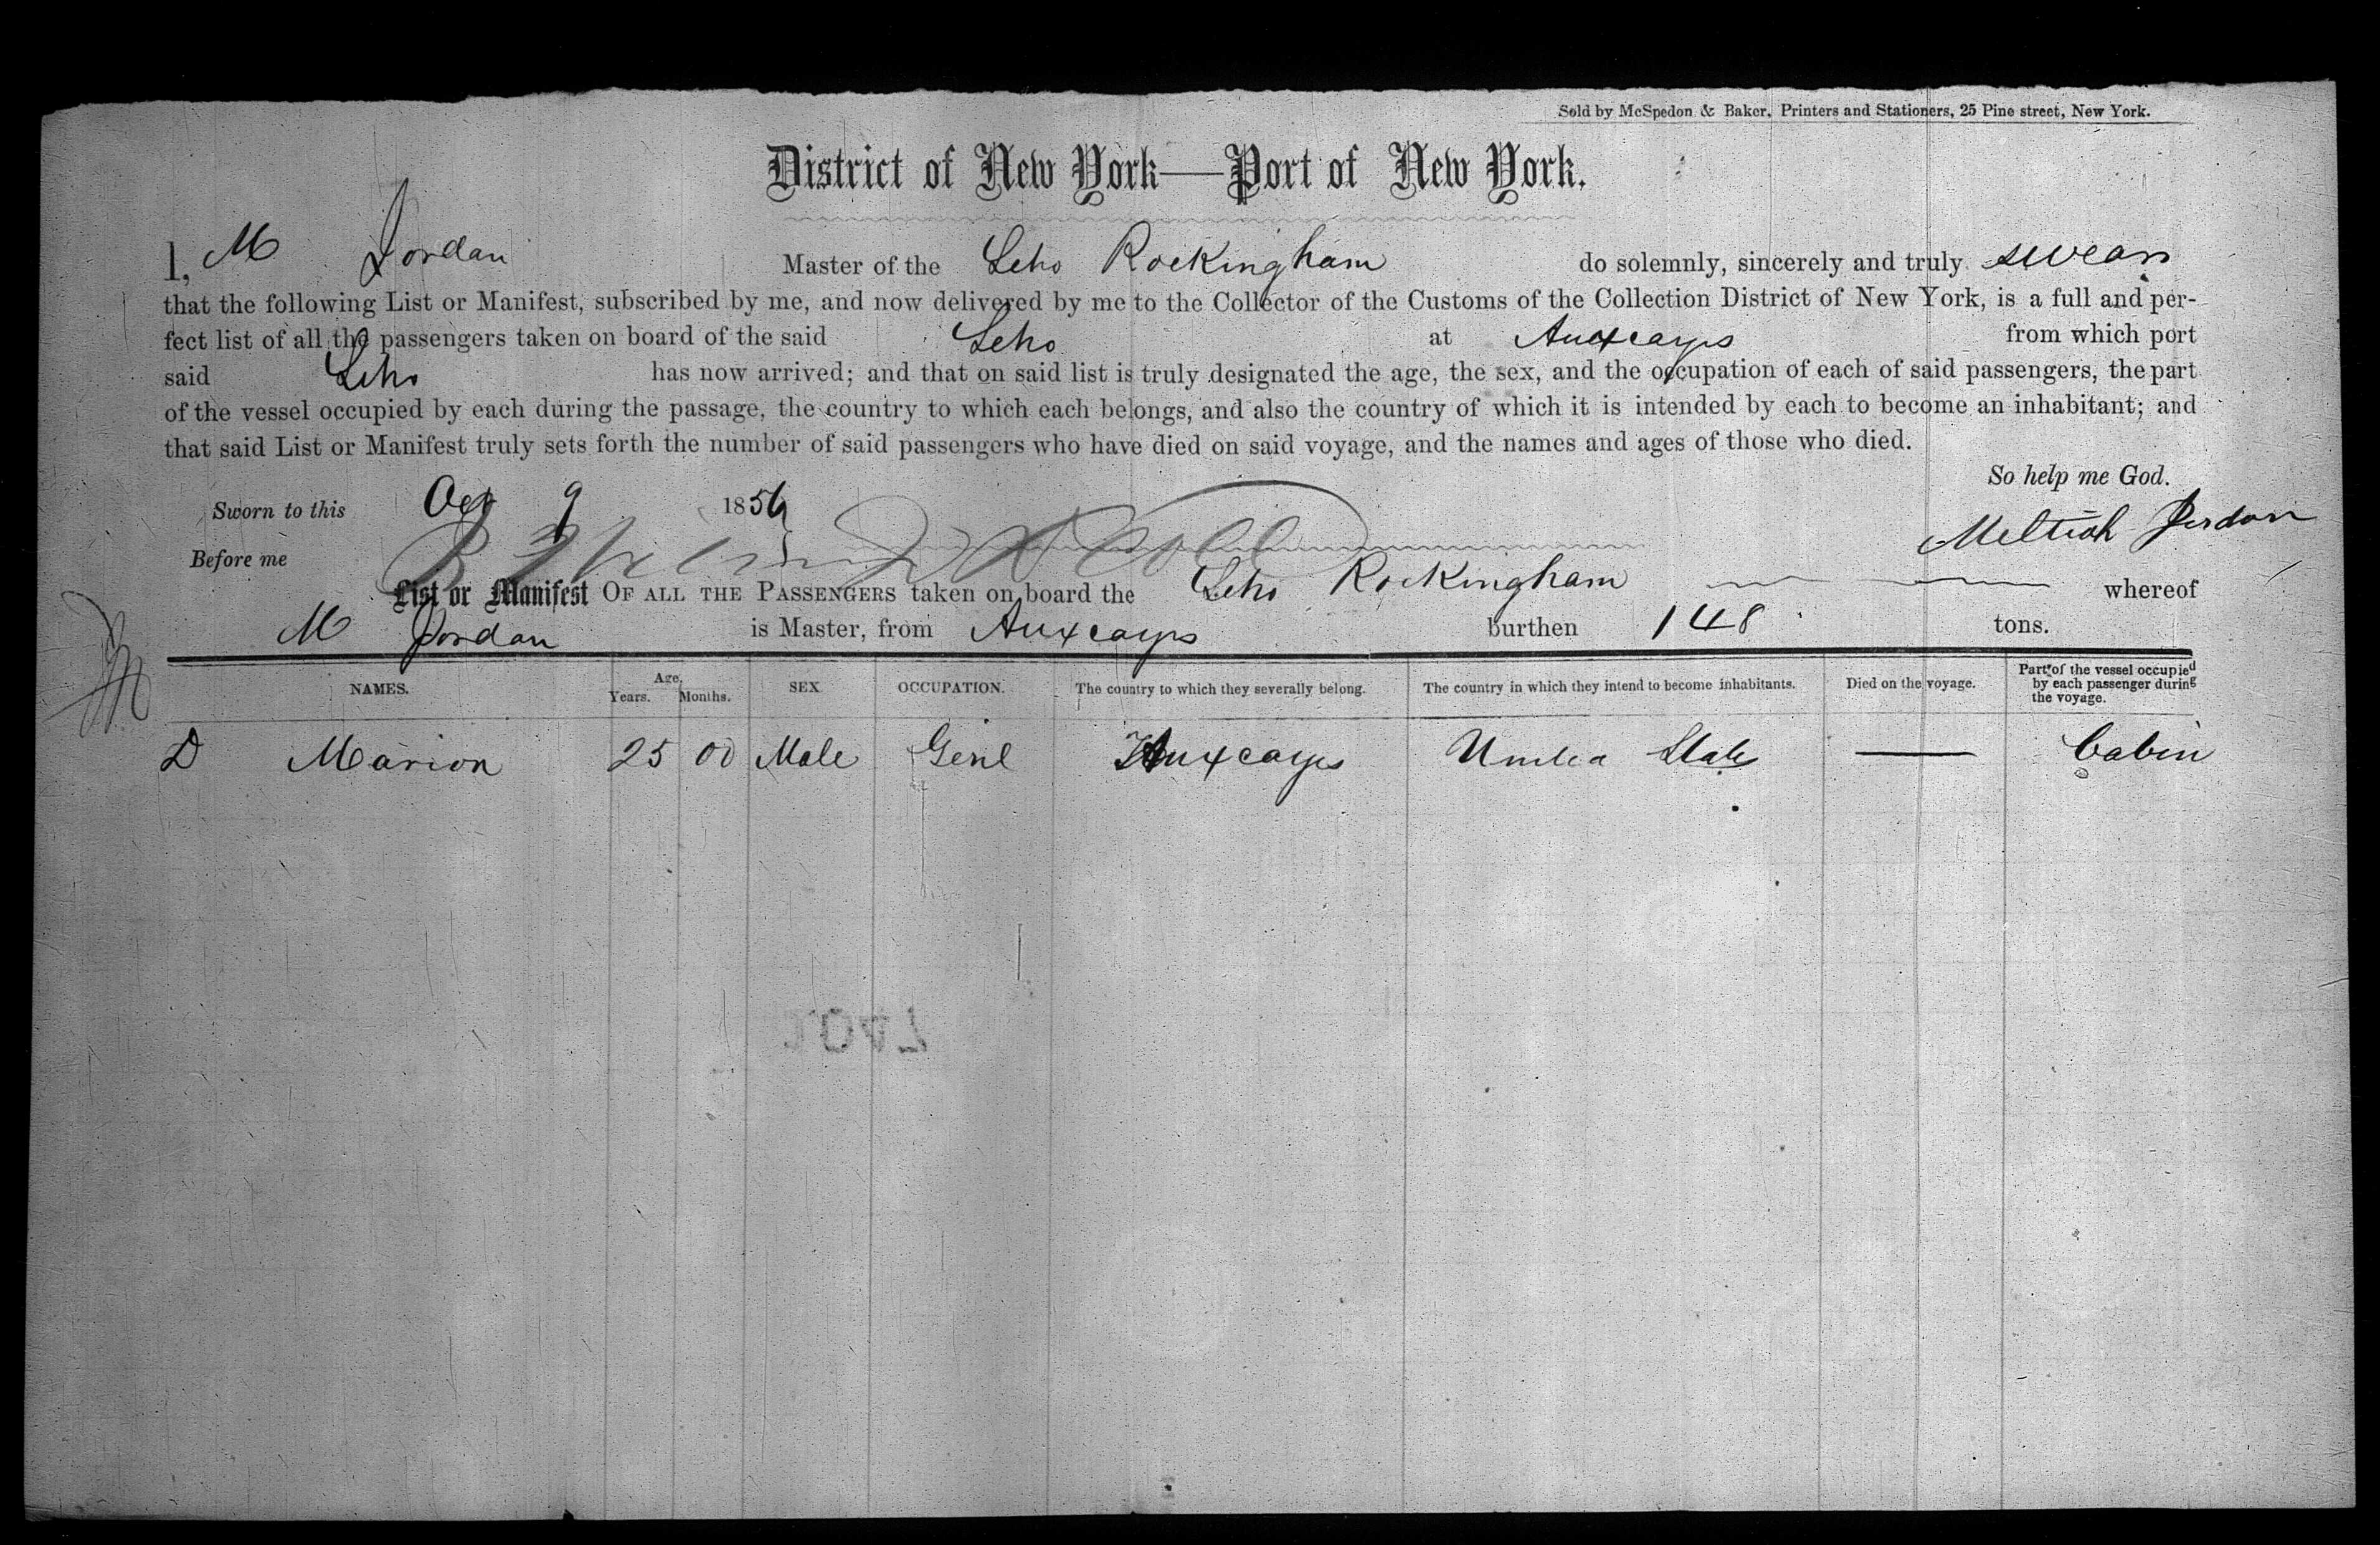 Sold by McSpedon & Baker, Printers and Stationers, 25 Pine street, New York.
District of New York—Port of New York.
I, M Jordan Master of the Scho Rockingham do solemnly, sincerely and truly swear
that the following List or Manifest, subscribed by me, and now delivered by me to the Collector of the Customs of the Collection District of New York, is a full and per-
fect list of all the passengers taken on board of the said Scho at Auxcayes from which port
said Scho has now arrived; and that on said list is truly designated the age, the sex, and the occupation of each of said passengers, the part
of the vessel occupied by each during the passage, the country to which each belongs, and also the country of which it is intended by each to become an inhabitant; and
that said List or Manifest truly sets forth the number of said passengers who have died on said voyage, and the names and ages of those who died.
So help me God.
Sworn to this Oct 9 1856
Meltiah Jordan
Before me
List or Manifest OF ALL THE PASSENGERS taken on board the Scho Rockingham whereof
M Jordan is Master, from Auxcayes burthen 148 tons.
NAMES. Age. Years. Months. SEX OCCUPATION. The country to which they severally belong. The country in which they intend to become inhabitants. Died on the voyage. Part of the vessel occupied by each passenger during the voyage.
D Marion 25 00 Male Genl Auxcayes United States — Cabin